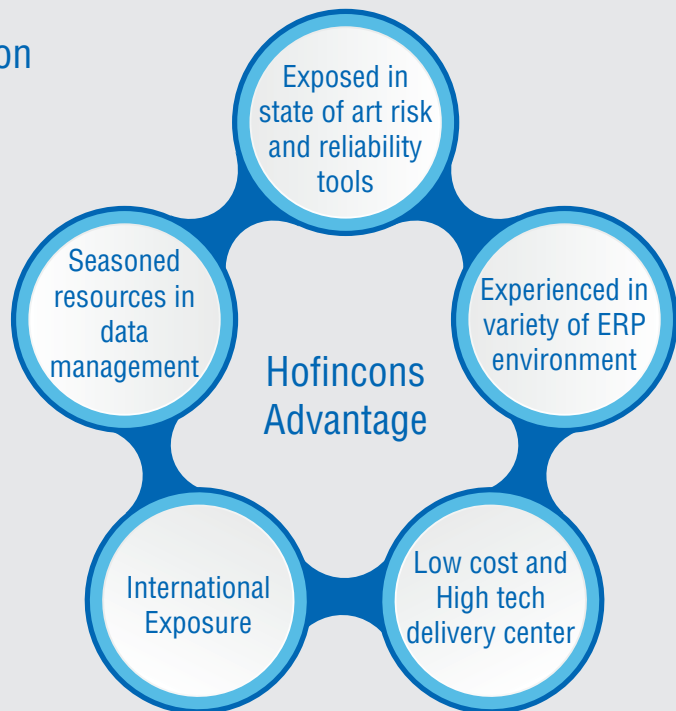 on
Exposed in
state of art risk
and reliability
tools
Seasoned
resources in
data
management
Experienced in
variety of ERP
environment
Hofincons
Advantage
International
Exposure
Low cost and
High tech
delivery center